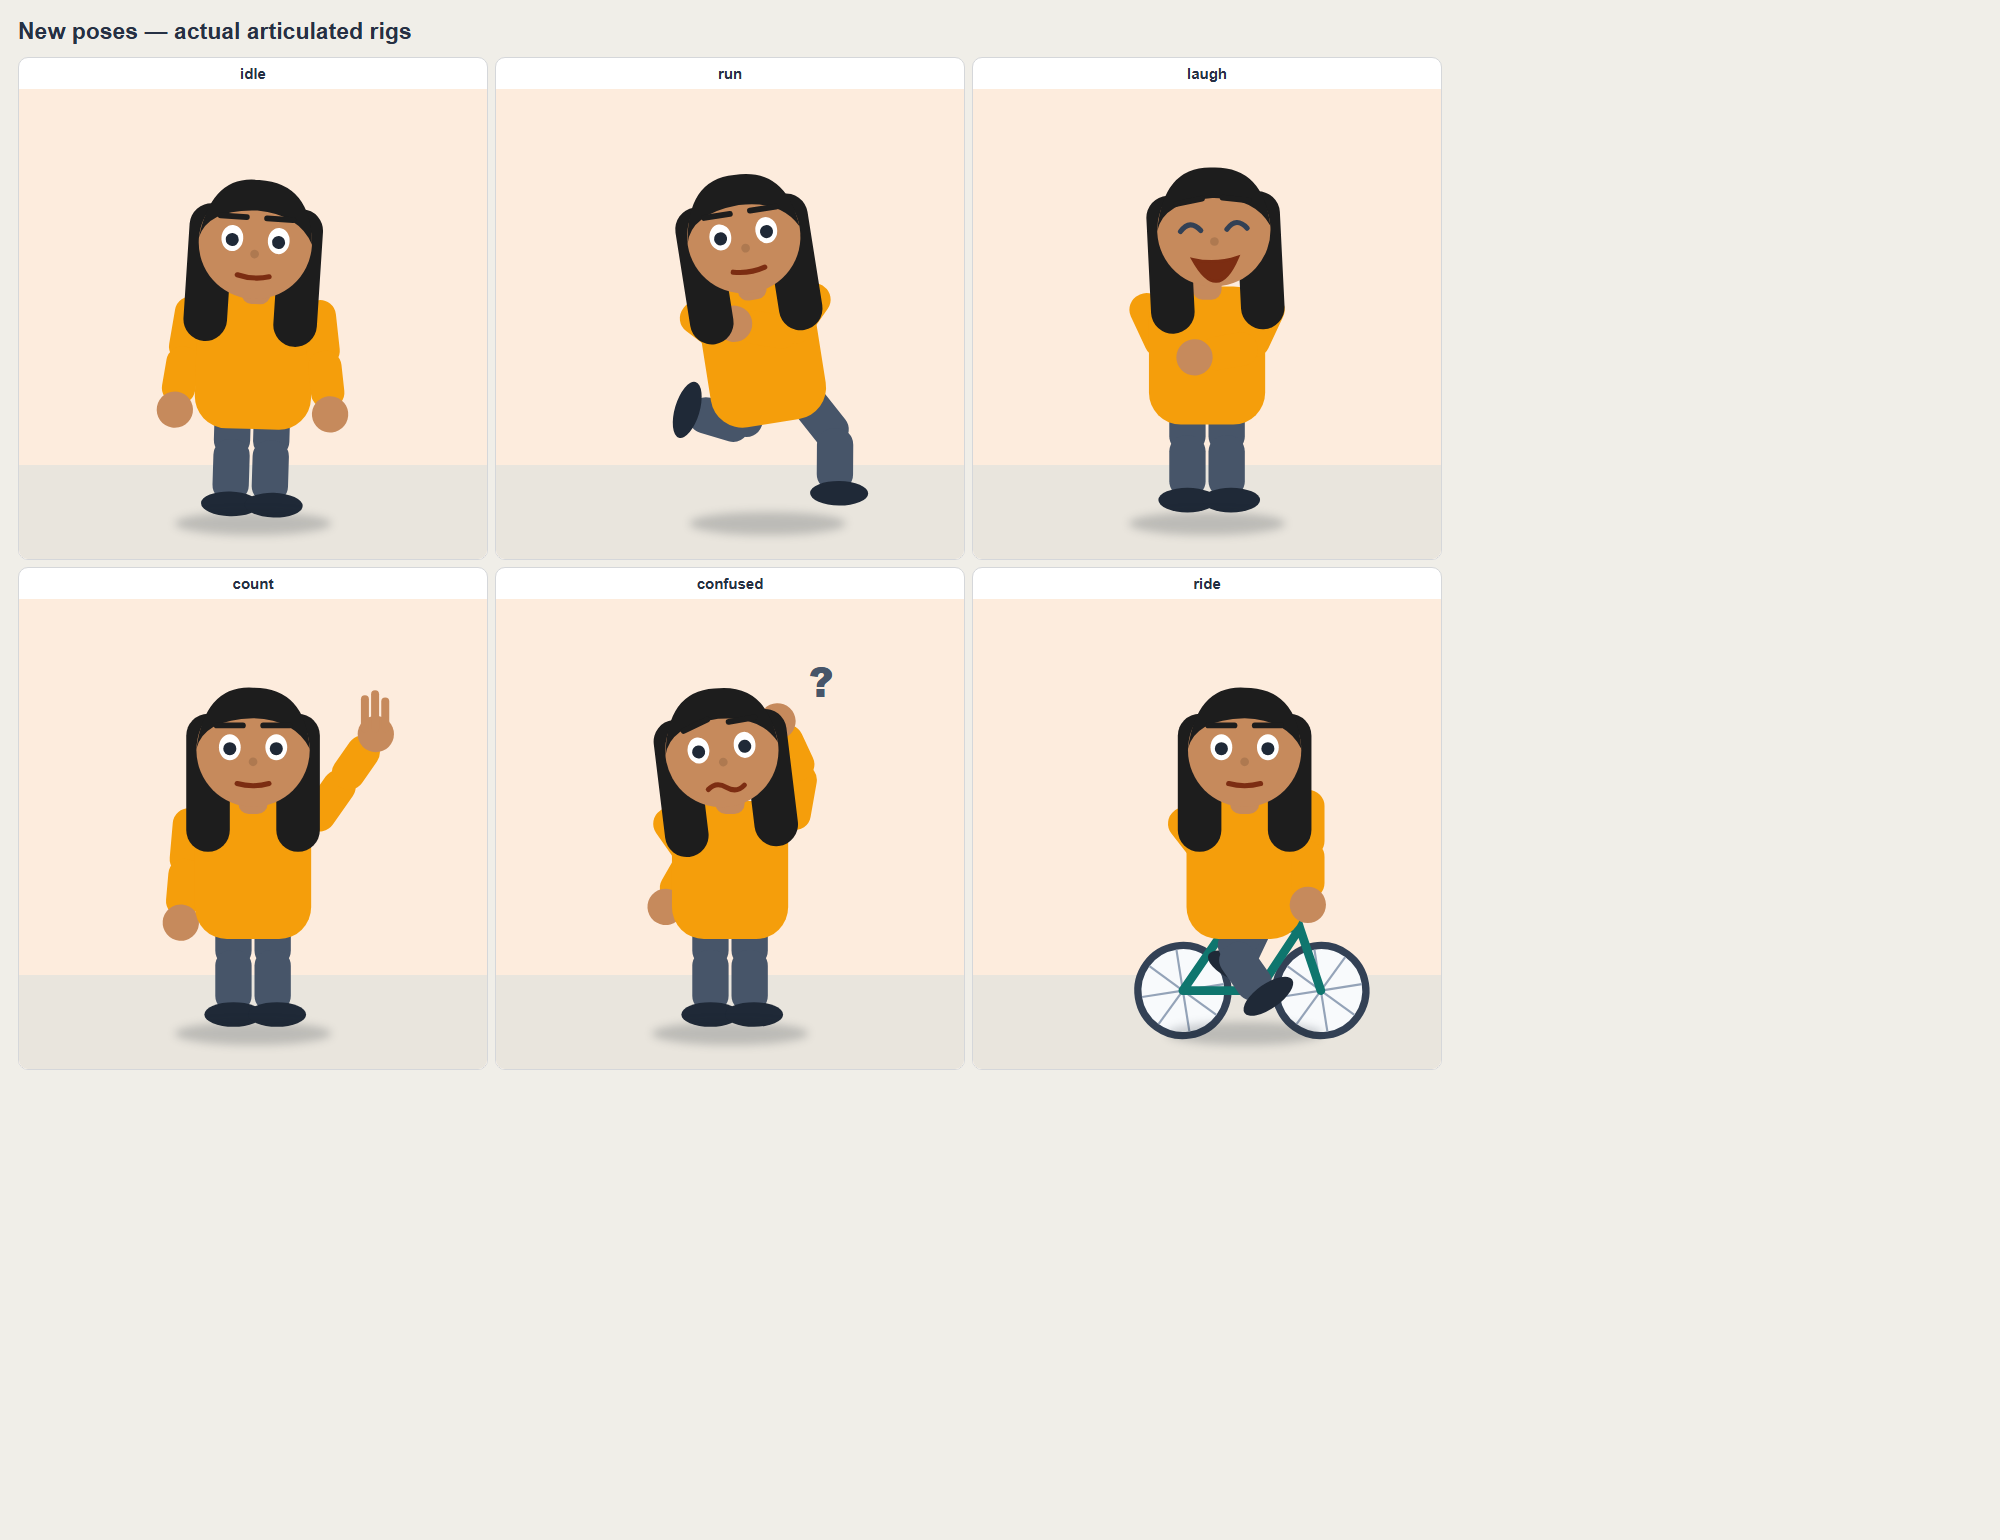 New poses — actual articulated rigs
idle
run
laugh
count
confused
ride
?